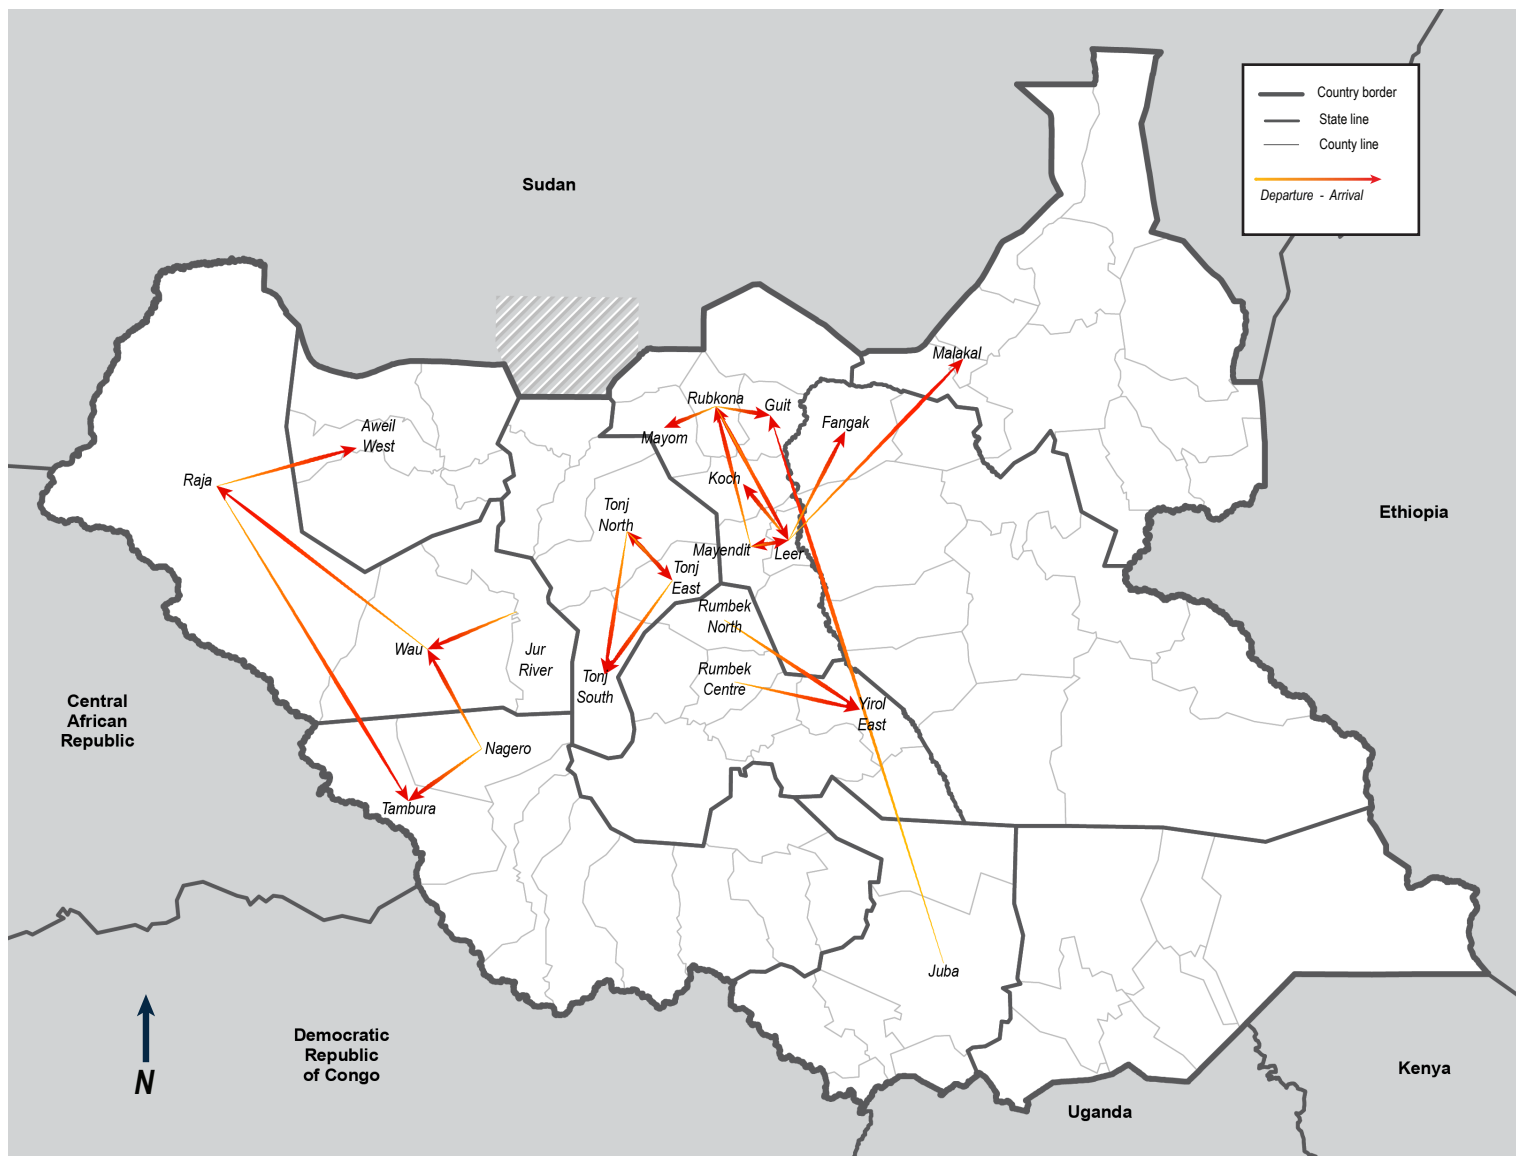 Country border
State line
County line
Departure - Arrival
Sudan
Malakal
Rubkona
Guit
Fangak
Mayom
Aweil
West
Raja
Koch
Tonj
North
Mayendit
Leer
Tonj
East
Rumbek
North
Wau
Jur
River
Rumbek
Centre
Tonj
South
Yirol
East
Nagero
Tambura
Juba
Ethiopia
Central
African
Republic
Democratic
Republic
of Congo
N
Kenya
Uganda